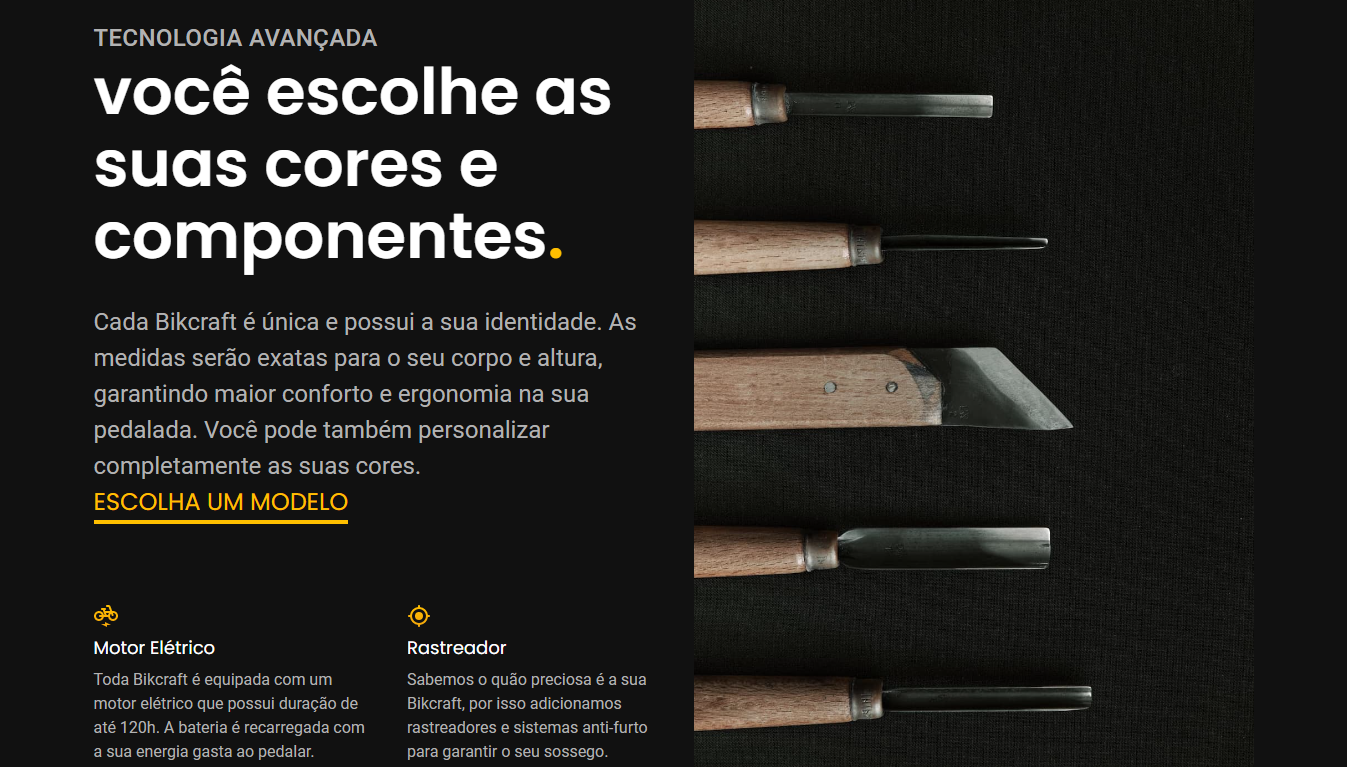 TECNOLOGIA AVANÇADA
você escolhe as
suas cores e
componentes.
Cada Bikcraft é única e possui a sua identidade. As
medidas serão exatas para o seu corpo e altura,
garantindo maior conforto e ergonomia na sua
pedalada. Você pode também personalizar
completamente as suas cores.
ESCOLHA UM MODELO
Motor Elétrico
Toda Bikcraft é equipada com um
motor elétrico que possui duração de
até 120h. A bateria é recarregada com
a sua energia gasta ao pedalar.
Rastreador
Sabemos o quão preciosa é a sua
Bikcraft, por isso adicionamos
rastreadores e sistemas anti-furto
para garantir o seu sossego.